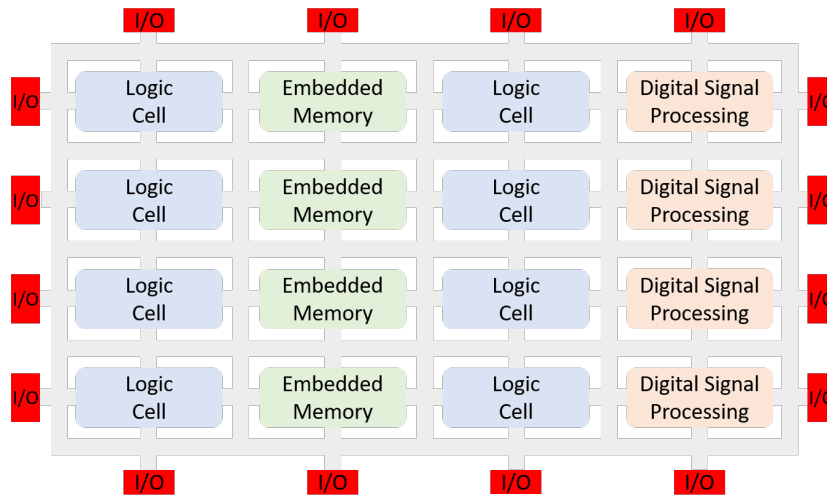 I/O
I/O
I/O
I/O
I/O
Logic
Cell
Embedded
Memory
Logic
Cell
Digital Signal
Processing
I/O
I/O
Logic
Cell
Embedded
Memory
Logic
Cell
Digital Signal
Processing
I/O
I/O
Logic
Cell
Embedded
Memory
Logic
Cell
Digital Signal
Processing
I/O
I/O
Logic
Cell
Embedded
Memory
Logic
Cell
Digital Signal
Processing
I/O
I/O
I/O
I/O
I/O